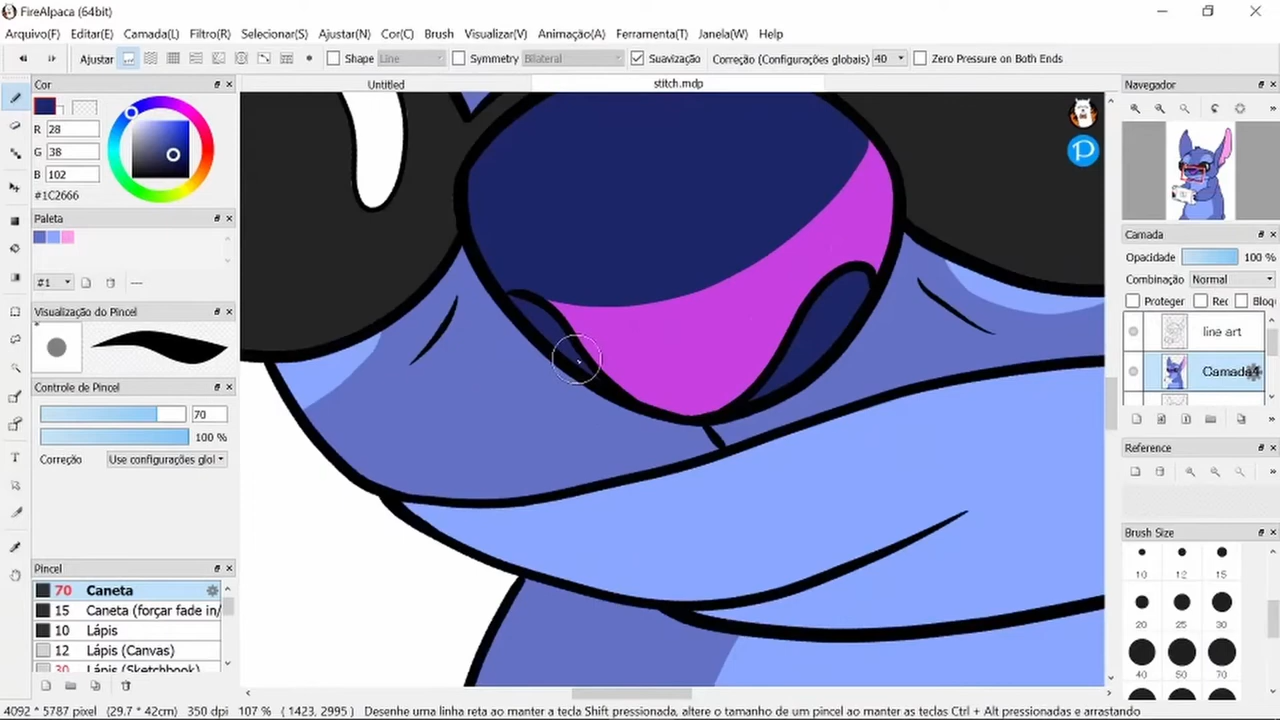 FireAlpaca (64bit)
Arquivo(F) Editar(E) Camada(L) Filtro(R) Selecionar(S) Ajustar(N) Cor(C) Brush Visualizar(V) Animação(A) Ferramenta(T) Janela(W) Help
Ajustar Shape Line Symmetry Bilateral Suavização Correção (Configurações globais) 40 Zero Pressure on Both Ends
Cor
Untitled
stitch.mdp
Navegador
R 28
G 38
B 102
#1C2666
Paleta
#1
Camada
Opacidade 100 %
Combinação Normal
Proteger Rec Bloq
line art
Camada4
Visualização do Pincel
Controle de Pincel
70
100 %
Correção Use configurações glol
Reference
Brush Size
10 12 15
20 25 30
40 50 70
Pincel
70 Caneta
15 Caneta (forçar fade in/
10 Lápis
12 Lápis (Canvas)
30 Lápis (Sketchbook)
4092 * 5787 pixel (29.7 * 42cm) 350 dpi 107 % ( 1423, 2995 ) Desenhe uma linha reta ao manter a tecla Shift pressionada, altere o tamanho de um pincel ao manter as teclas Ctrl + Alt pressionadas e arrastando